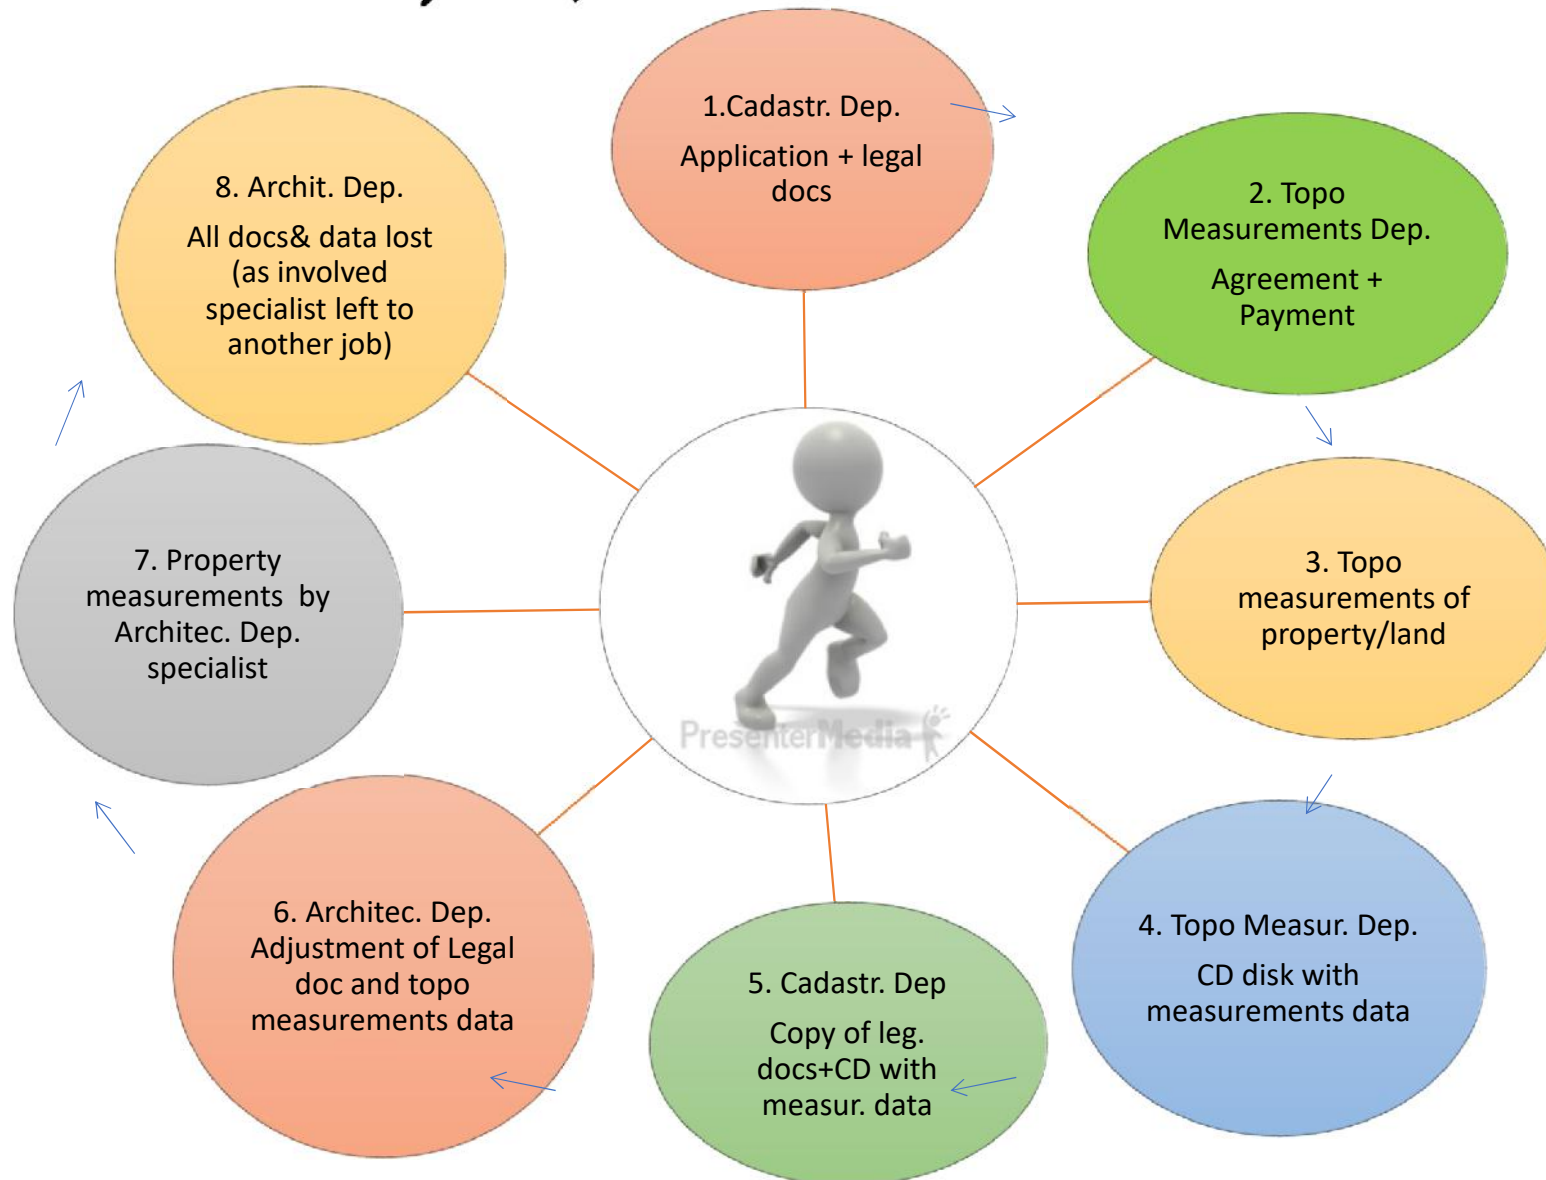 1.Cadastr. Dep.
Application + legal
docs
2. Topo
Measurements Dep.
Agreement +
Payment
3. Topo
measurements of
property/land
4. Topo Measur. Dep.
CD disk with
measurements data
5. Cadastr. Dep
Copy of leg.
docs+CD with
measur. data
6. Architec. Dep.
Adjustment of Legal
doc and topo
measurements data
7. Property
measurements by
Architec. Dep.
specialist
8. Archit. Dep.
All docs& data lost
(as involved
specialist left to
another job)
PresenterMedia